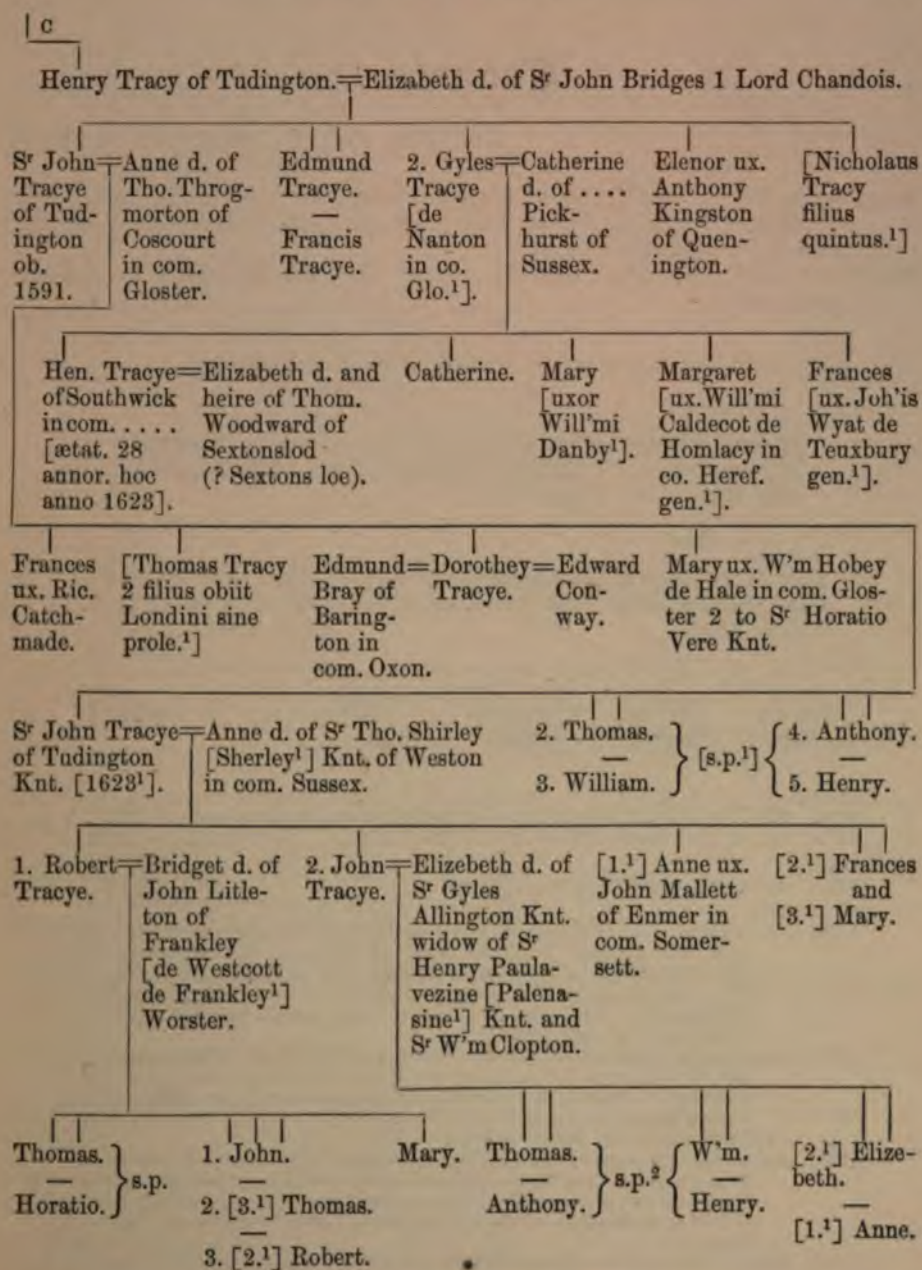 c
Henry Tracy of Tudington.=Elizabeth d. of Sr John Bridges 1 Lord Chandois.
Sr John=Anne d. of
Tracye Tho. Throg-
of Tud- morton of
ington Coscourt
ob. in com.
1591. Gloster.
Edmund
Tracye.
—
Francis
Tracye.
2. Gyles=Catherine
Tracye d. of ....
[de Pick-
Nanton hurst of
in co. Sussex.
Glo.¹].
Elenor ux.
Anthony
Kingston
of Quen-
ington.
[Nicholaus
Tracy
filius
quintus.¹]
Hen. Tracye=Elizabeth d. and
of Southwick heire of Thom.
in com. .... Woodward of
[ætat. 28 Sextonslod
annor. hoc (? Sextons loe).
anno 1623].
Catherine.
Mary
[uxor
Will'mi
Danby¹].
Margaret
[ux. Will'mi
Caldecot de
Homlacy in
co. Heref.
gen.¹].
Frances
[ux. Joh'is
Wyat de
Teuxbury
gen.¹].
Frances
ux. Ric.
Catch-
made.
[Thomas Tracy
2 filius obiit
Londini sine
prole.¹]
Edmund=Dorothey=Edward
Bray of Tracye. Con-
Baring- way.
ton in
com. Oxon.
Mary ux. W'm Hobey
de Hale in com. Glos-
ter 2 to Sr Horatio
Vere Knt.
Sr John Tracye=Anne d. of Sr Tho. Shirley
of Tudington [Sherley¹] Knt. of Weston
Knt. [1623¹]. in com. Sussex.
2. Thomas.
—
3. William.
[s.p.¹]
4. Anthony.
—
5. Henry.
1. Robert=Bridget d. of
Tracye. John Litle-
ton of
Frankley
[de Westcott
de Frankley¹]
Worster.
2. John=Elizebeth d. of
Tracye. Sr Gyles
Allington Knt.
widow of Sr
Henry Paula-
vezine [Palena-
sine¹] Knt. and
Sr W'm Clopton.
[1.¹] Anne ux.
John Mallett
of Enmer in
com. Somer-
sett.
[2.¹] Frances
and
[3.¹] Mary.
Thomas.
—
Horatio.
s.p.
1. John.
—
2. [3.¹] Thomas.
—
3. [2.¹] Robert.
Mary.
Thomas.
—
Anthony.
s.p.²
W'm.
—
Henry.
[2.¹] Elize-
beth.
—
[1.¹] Anne.